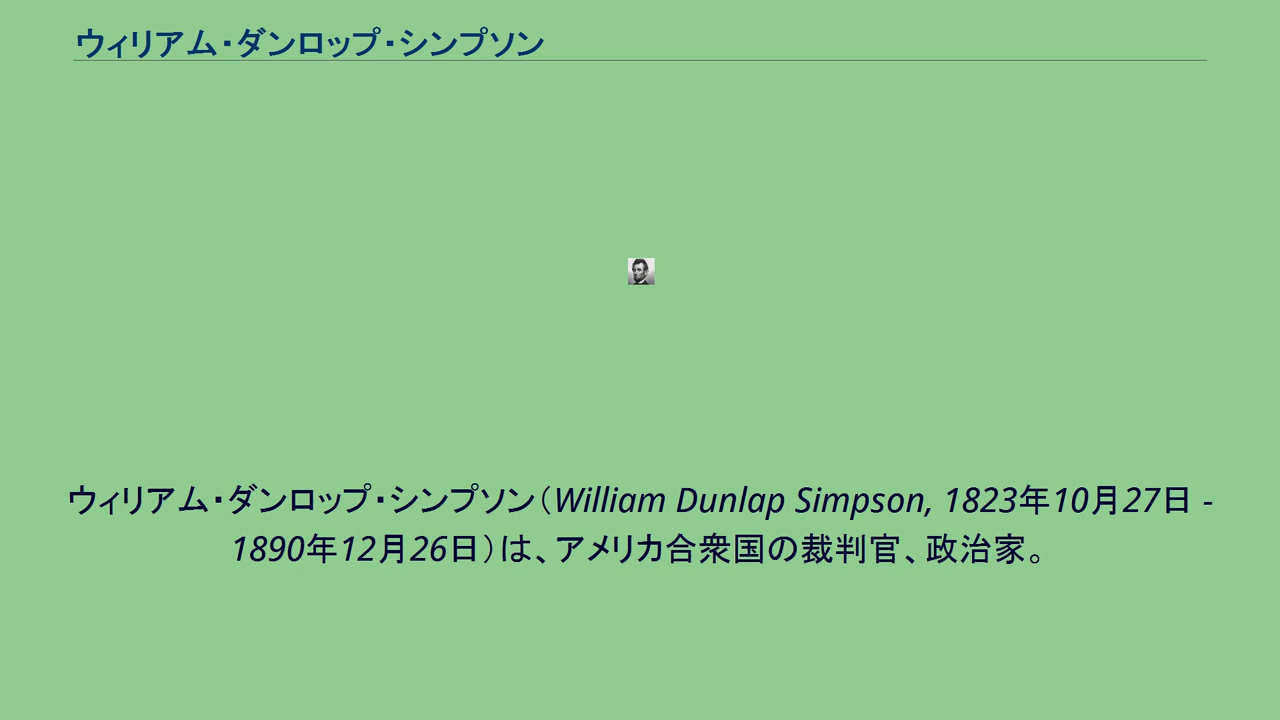 ウィリアム・ダンロップ・シンプソン
ウィリアム・ダンロップ・シンプソン（William Dunlap Simpson, 1823年10月27日 -
1890年12月26日）は、アメリカ合衆国の裁判官、政治家。